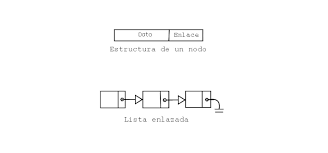 Dato Enlace
Estructura de un nodo
Lista enlazada